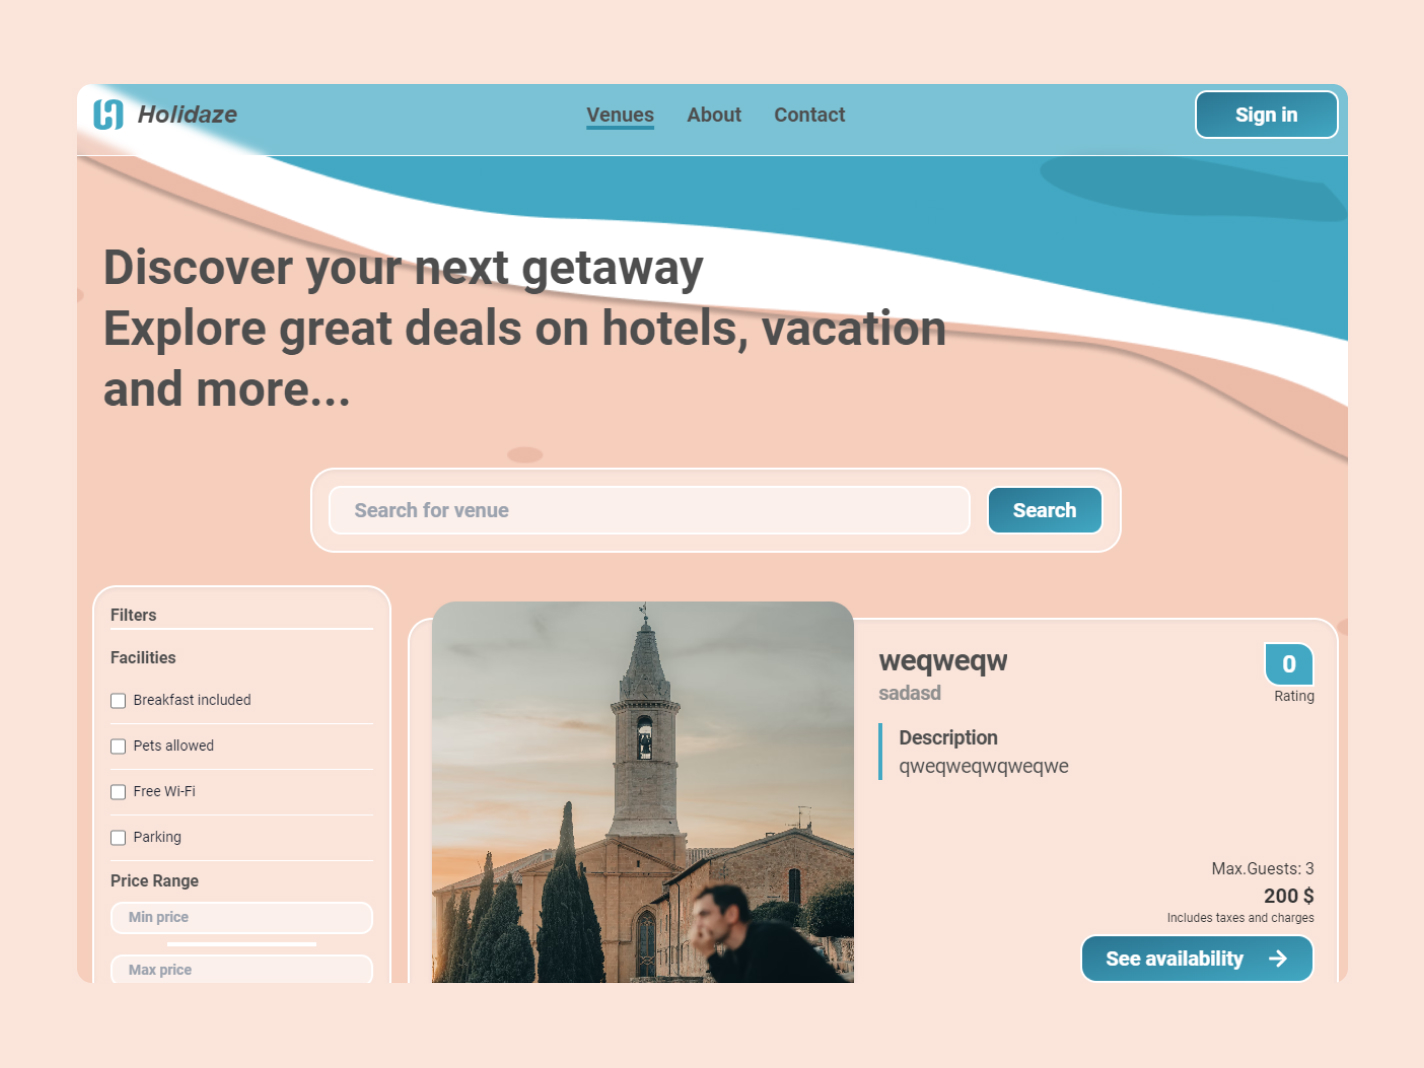 Holidaze
Venues About Contact
Sign in
Discover your next getaway
Explore great deals on hotels, vacation
and more...
Search for venue
Search
Filters
Facilities
Breakfast included
Pets allowed
Free Wi-Fi
Parking
Price Range
Min price
Max price
weqweqw
0
sadasd
Rating
Description
qweqweqwqweqwe
Max.Guests: 3
200 $
Includes taxes and charges
See availability